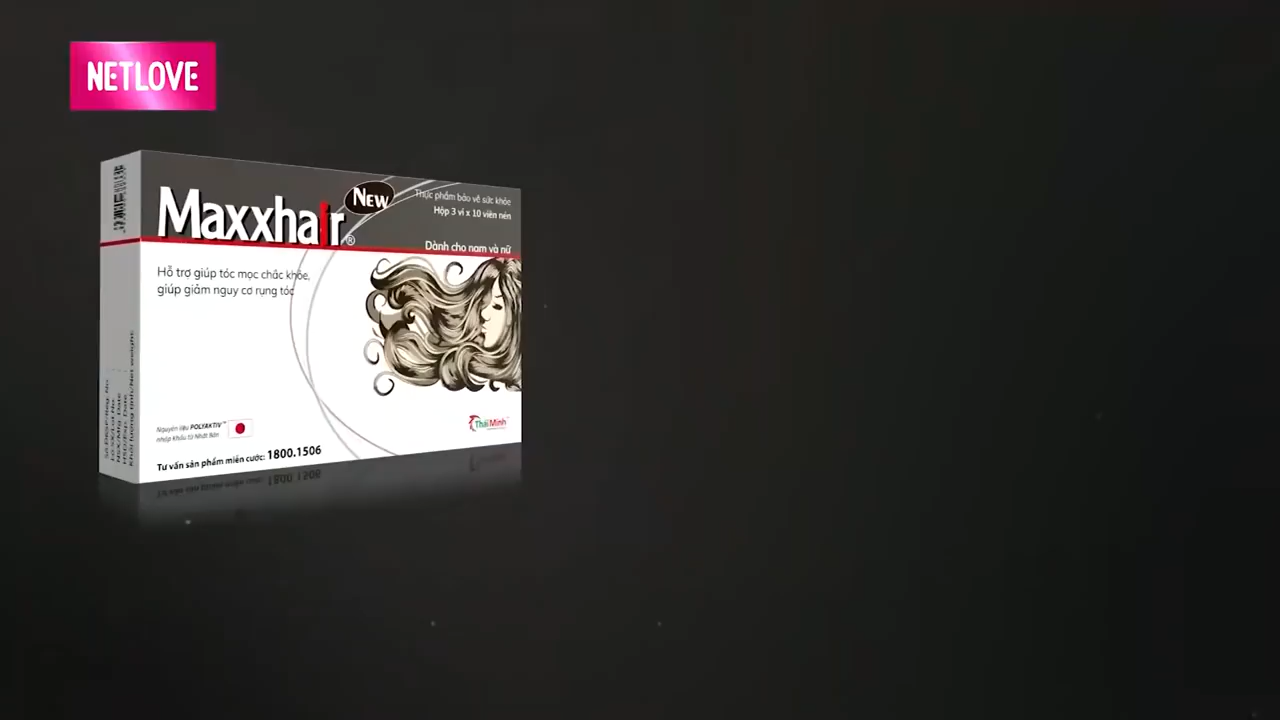 NETLOVE
Maxxhair®
NEW
Thực phẩm bảo vệ sức khỏe
Hộp 3 vỉ x 10 viên nén
Dành cho nam và nữ
Hỗ trợ giúp tóc mọc chắc khỏe,
giúp giảm nguy cơ rụng tóc
Nguyên liệu POLYAKTIV™
nhập khẩu từ Nhật Bản
Thái Minh
Tư vấn sản phẩm miễn cước: 1800.1506